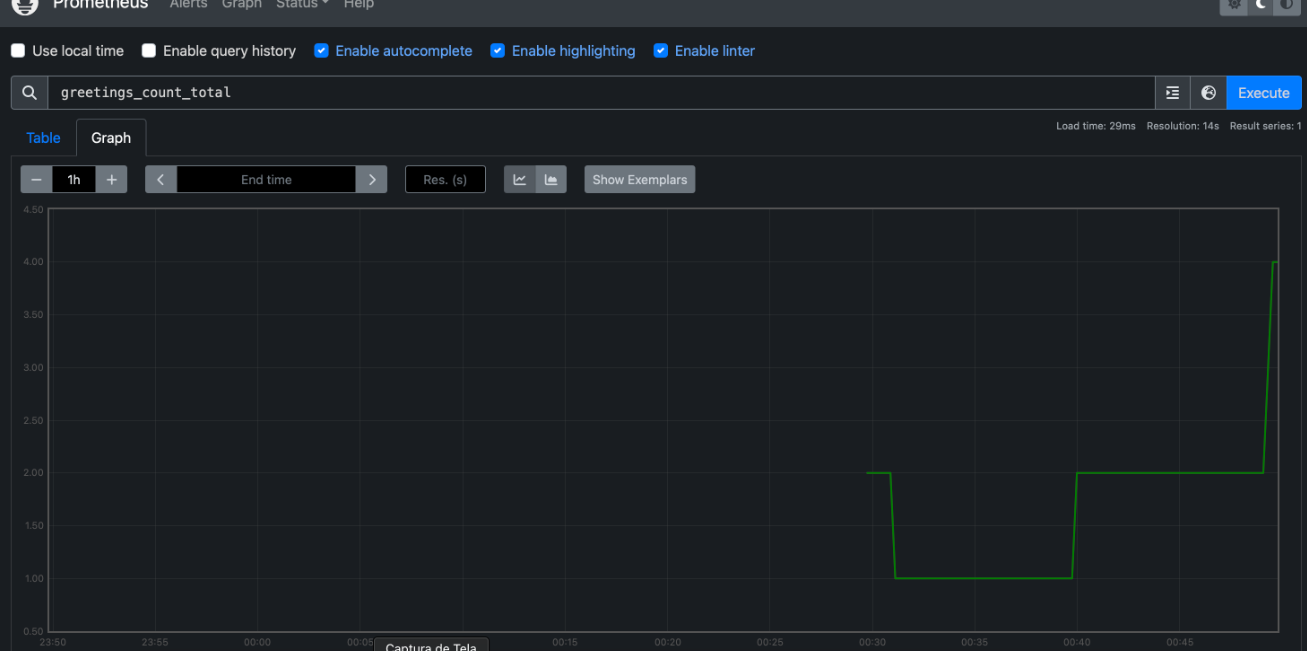 Prometheus Alerts Graph Status Help
Use local time Enable query history Enable autocomplete Enable highlighting Enable linter
greetings_count_total Execute
Load time: 29ms Resolution: 14s Result series: 1
Table Graph
− 1h + End time Res. (s) Show Exemplars
4.50
4.00
3.50
3.00
2.50
2.00
1.50
1.00
0.50
23:50 23:55 00:00 00:05 00:15 00:20 00:25 00:30 00:35 00:40 00:45
Captura de Tela